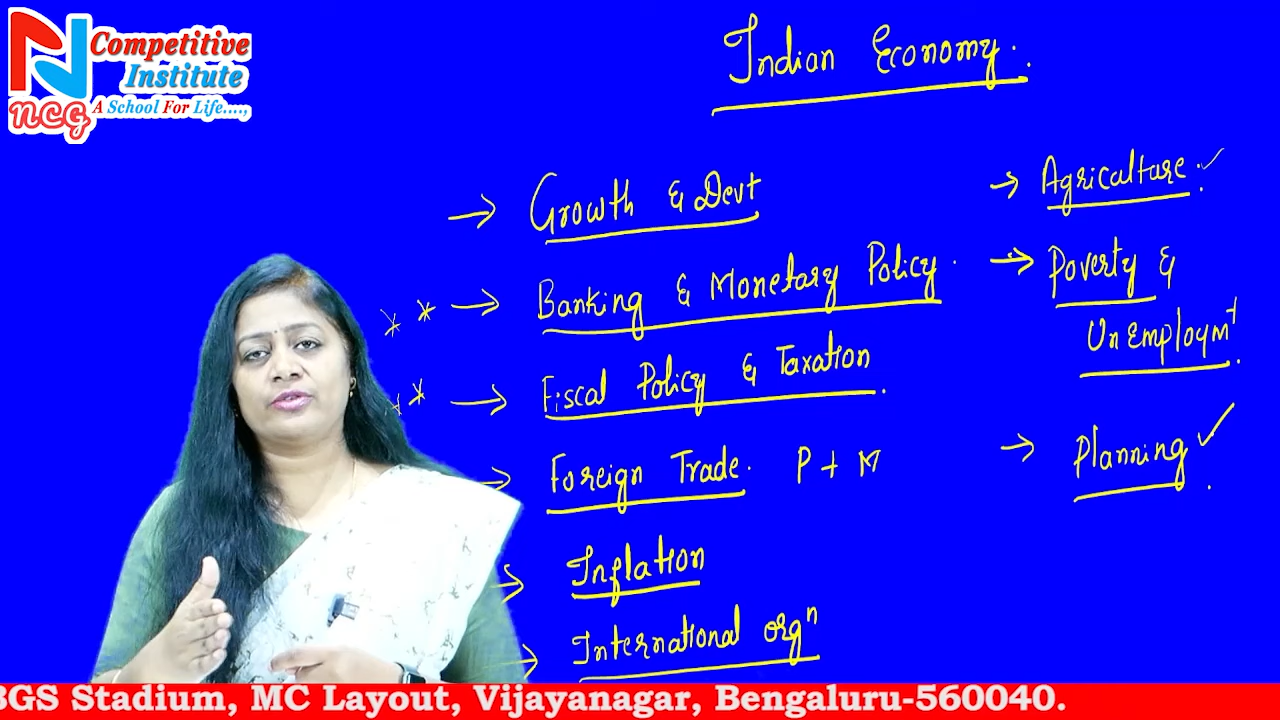 Competitive
Institute
NCG A School For Life....,
Indian Economy.
→ Growth & Devt
** → Banking & Monetary Policy.
** → Fiscal Policy & Taxation.
→ Foreign Trade. P + M
→ Inflation
→ International orgⁿ
→ Agriculture. ✓
→ Poverty &
UnEmploymt.
→ Planning ✓
BGS Stadium, MC Layout, Vijayanagar, Bengaluru-560040.